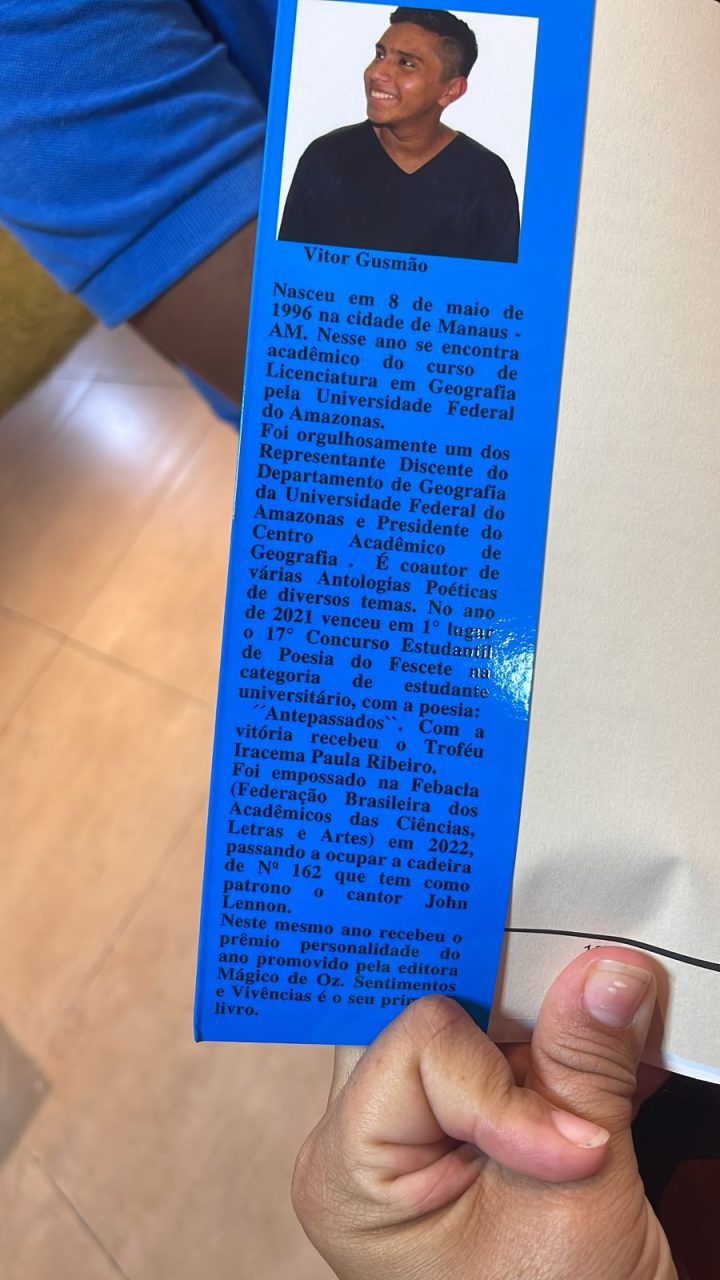 Vitor Gusmão
Nasceu em 8 de maio de
1996 na cidade de Manaus -
AM. Nesse ano se encontra
acadêmico do curso de
Licenciatura em Geografia
pela Universidade Federal
do Amazonas.
Foi orgulhosamente um dos
Representante Discente do
Departamento de Geografia
da Universidade Federal do
Amazonas e Presidente do
Centro Acadêmico de
Geografia . É coautor de
várias Antologias Poéticas
de diversos temas. No ano
de 2021 venceu em 1° lugar
o 17° Concurso Estudantil
de Poesia do Fescete na
categoria de estudante
universitário, com a poesia:
´´Antepassados``. Com a
vitória recebeu o Troféu
Iracema Paula Ribeiro.
Foi empossado na Febacla
(Federação Brasileira dos
Acadêmicos das Ciências,
Letras e Artes) em 2022,
passando a ocupar a cadeira
de Nº 162 que tem como
patrono o cantor John
Lennon.
Neste mesmo ano recebeu o
prêmio personalidade do
ano promovido pela editora
Mágico de Oz. Sentimentos
e Vivências é o seu
livro.